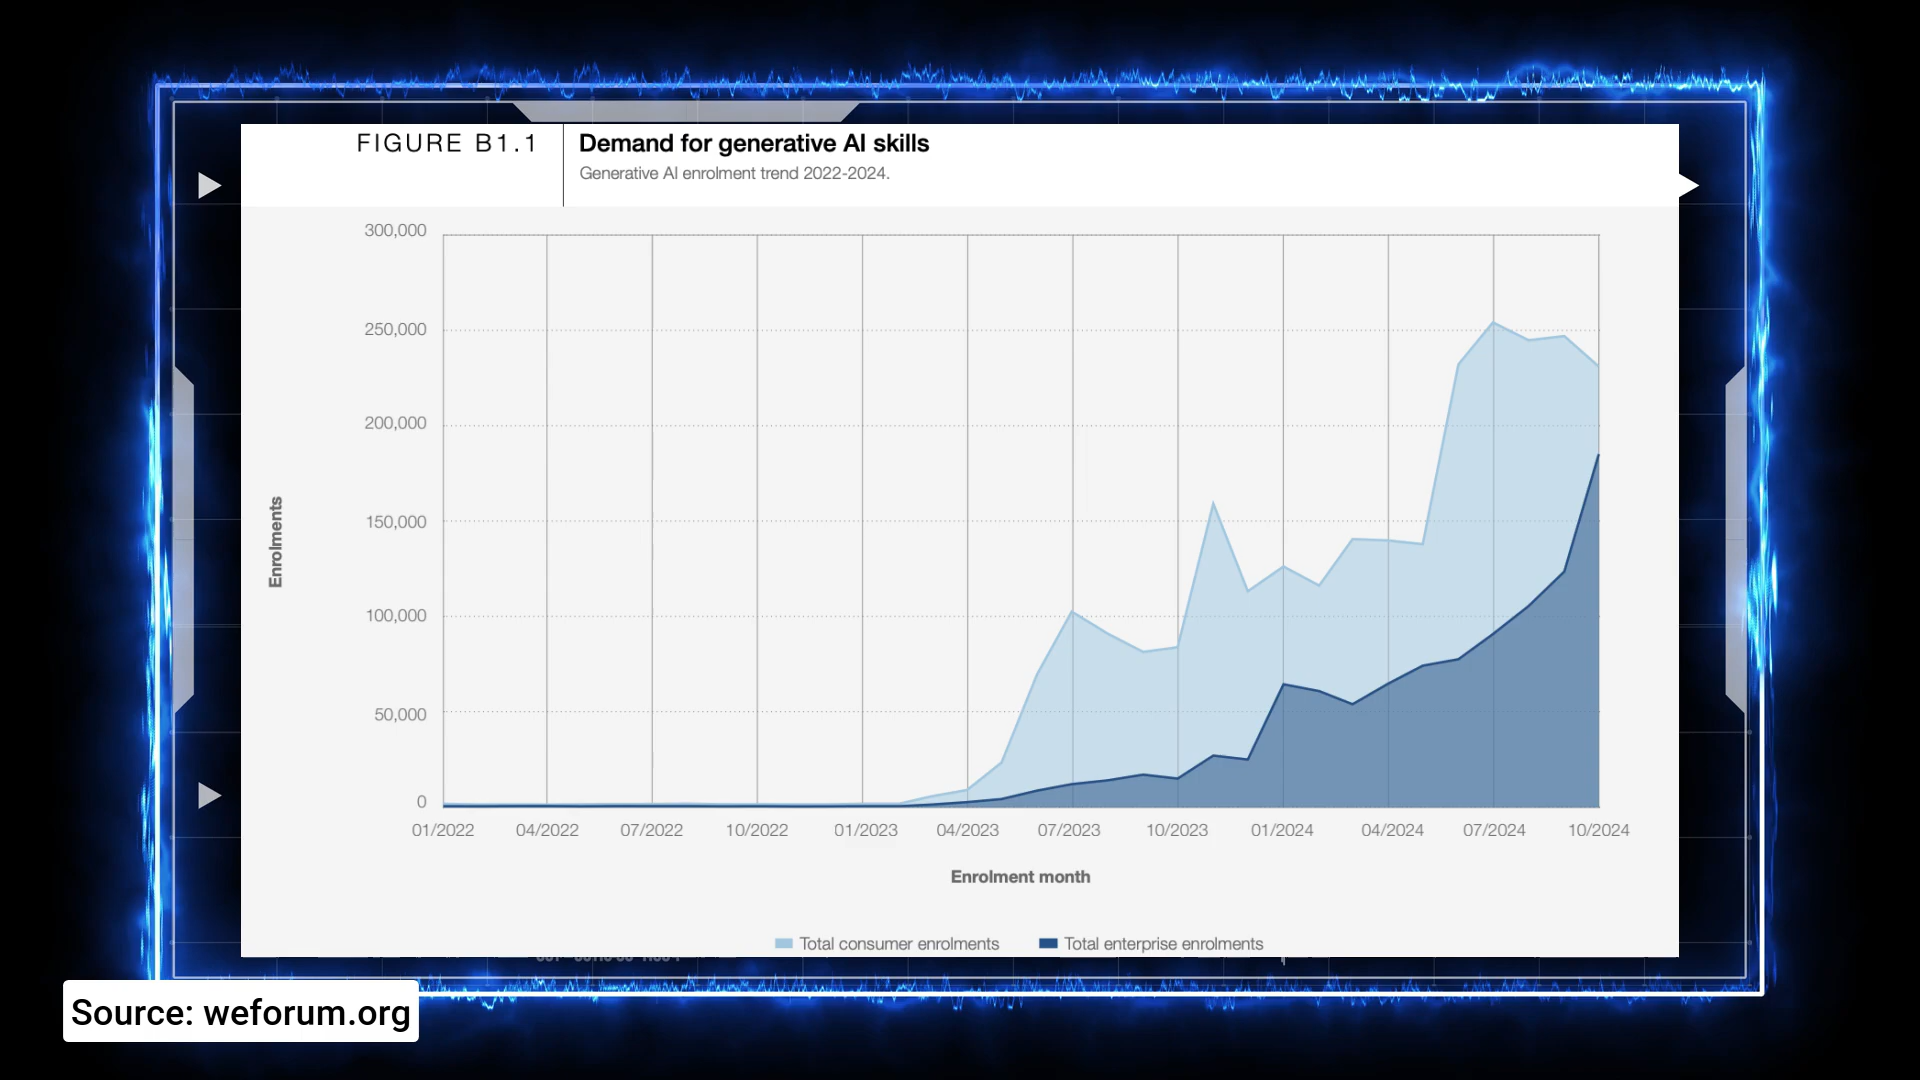 FIGURE B1.1
Demand for generative AI skills
Generative AI enrolment trend 2022-2024.
300,000
250,000
200,000
150,000
100,000
50,000
0
Enrolments
01/2022 04/2022 07/2022 10/2022 01/2023 04/2023 07/2023 10/2023 01/2024 04/2024 07/2024 10/2024
Enrolment month
Total consumer enrolments Total enterprise enrolments
Source: weforum.org